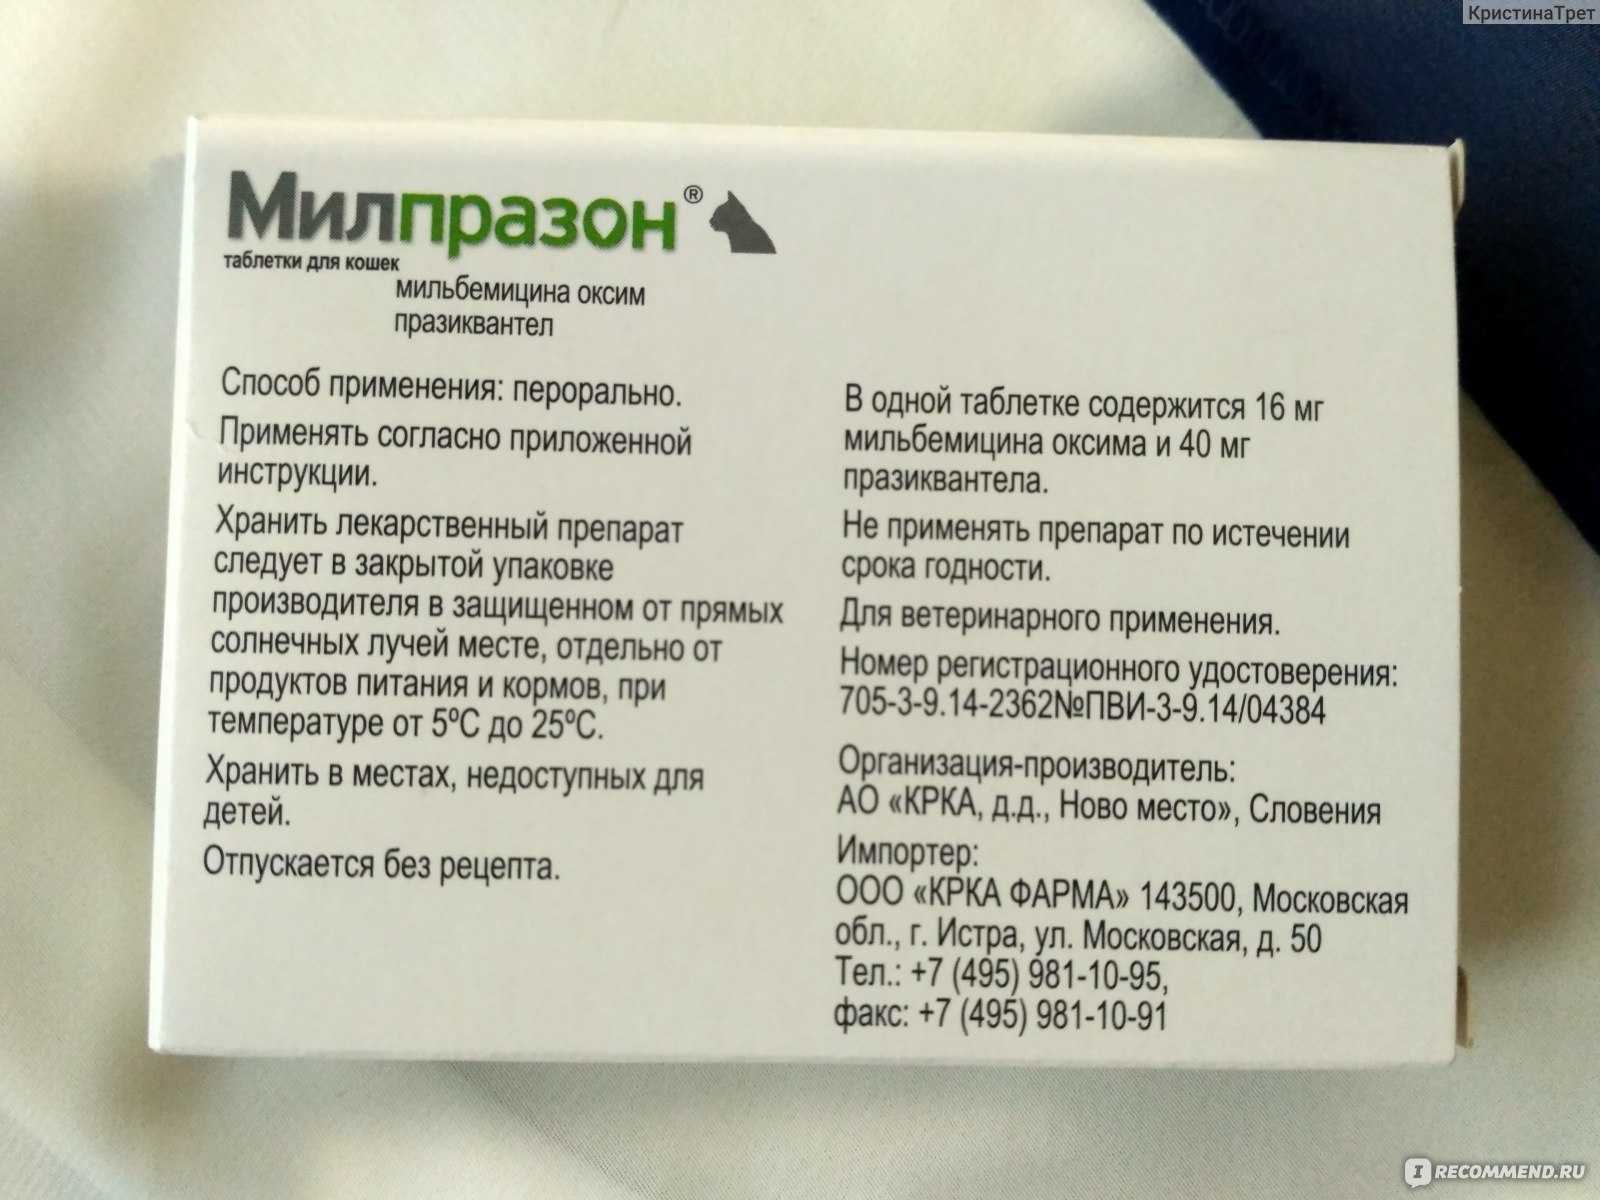 КристинаТрет
Милпразон®
таблетки для кошек
мильбемицина оксим
празиквантел
Способ применения: перорально.
Применять согласно приложенной
инструкции.
Хранить лекарственный препарат
следует в закрытой упаковке
производителя в защищенном от прямых
солнечных лучей месте, отдельно от
продуктов питания и кормов, при
температуре от 5ºС до 25ºС.
Хранить в местах, недоступных для
детей.
Отпускается без рецепта.
В одной таблетке содержится 16 мг
мильбемицина оксима и 40 мг
празиквантела.
Не применять препарат по истечении
срока годности.
Для ветеринарного применения.
Номер регистрационного удостоверения:
705-3-9.14-2362№ПВИ-3-9.14/04384
Организация-производитель:
АО «КРКА, д.д., Ново место», Словения
Импортер:
ООО «КРКА ФАРМА» 143500, Московская
обл., г. Истра, ул. Московская, д. 50
Тел.: +7 (495) 981-10-95,
факс: +7 (495) 981-10-91
I RECOMMEND.RU